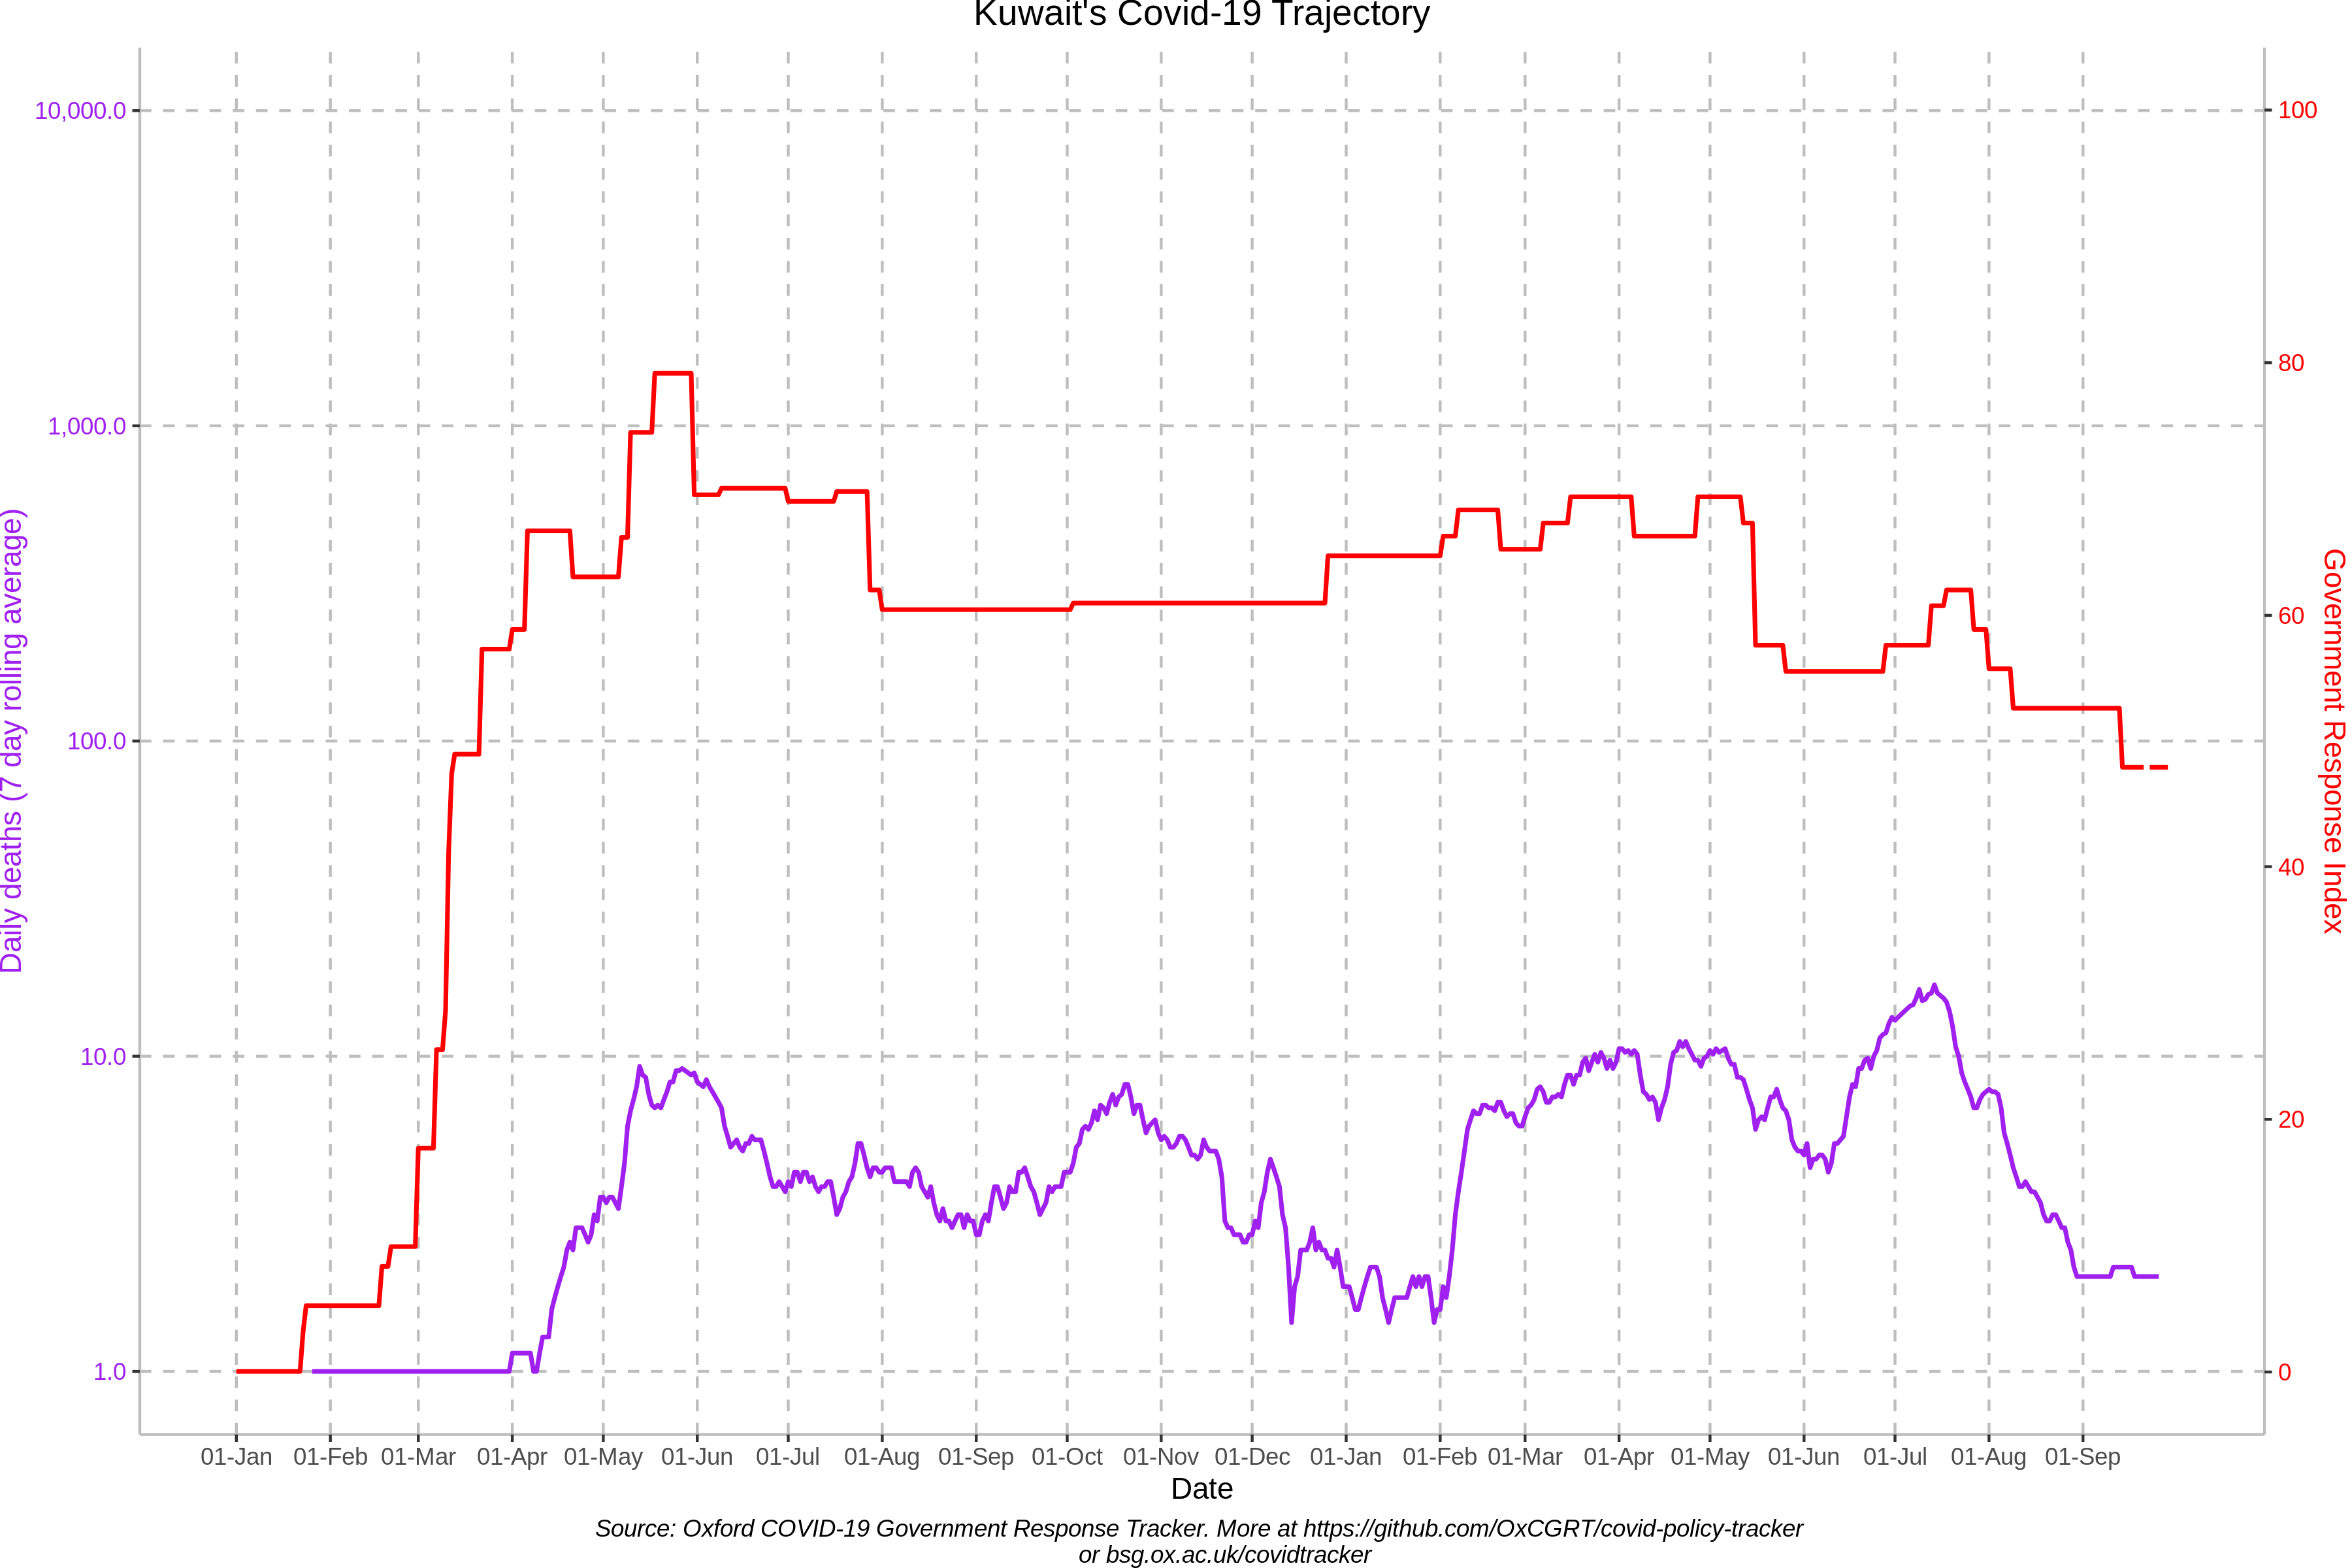 Kuwait's Covid-19 Trajectory
10,000.0
1,000.0
100.0
10.0
1.0
Daily deaths (7 day rolling average)
100
80
60
40
20
0
Government Response Index
01-Jan 01-Feb 01-Mar 01-Apr 01-May 01-Jun 01-Jul 01-Aug 01-Sep 01-Oct 01-Nov 01-Dec 01-Jan 01-Feb 01-Mar 01-Apr 01-May 01-Jun 01-Jul 01-Aug 01-Sep
Date
Source: Oxford COVID-19 Government Response Tracker. More at https://github.com/OxCGRT/covid-policy-tracker
or bsg.ox.ac.uk/covidtracker